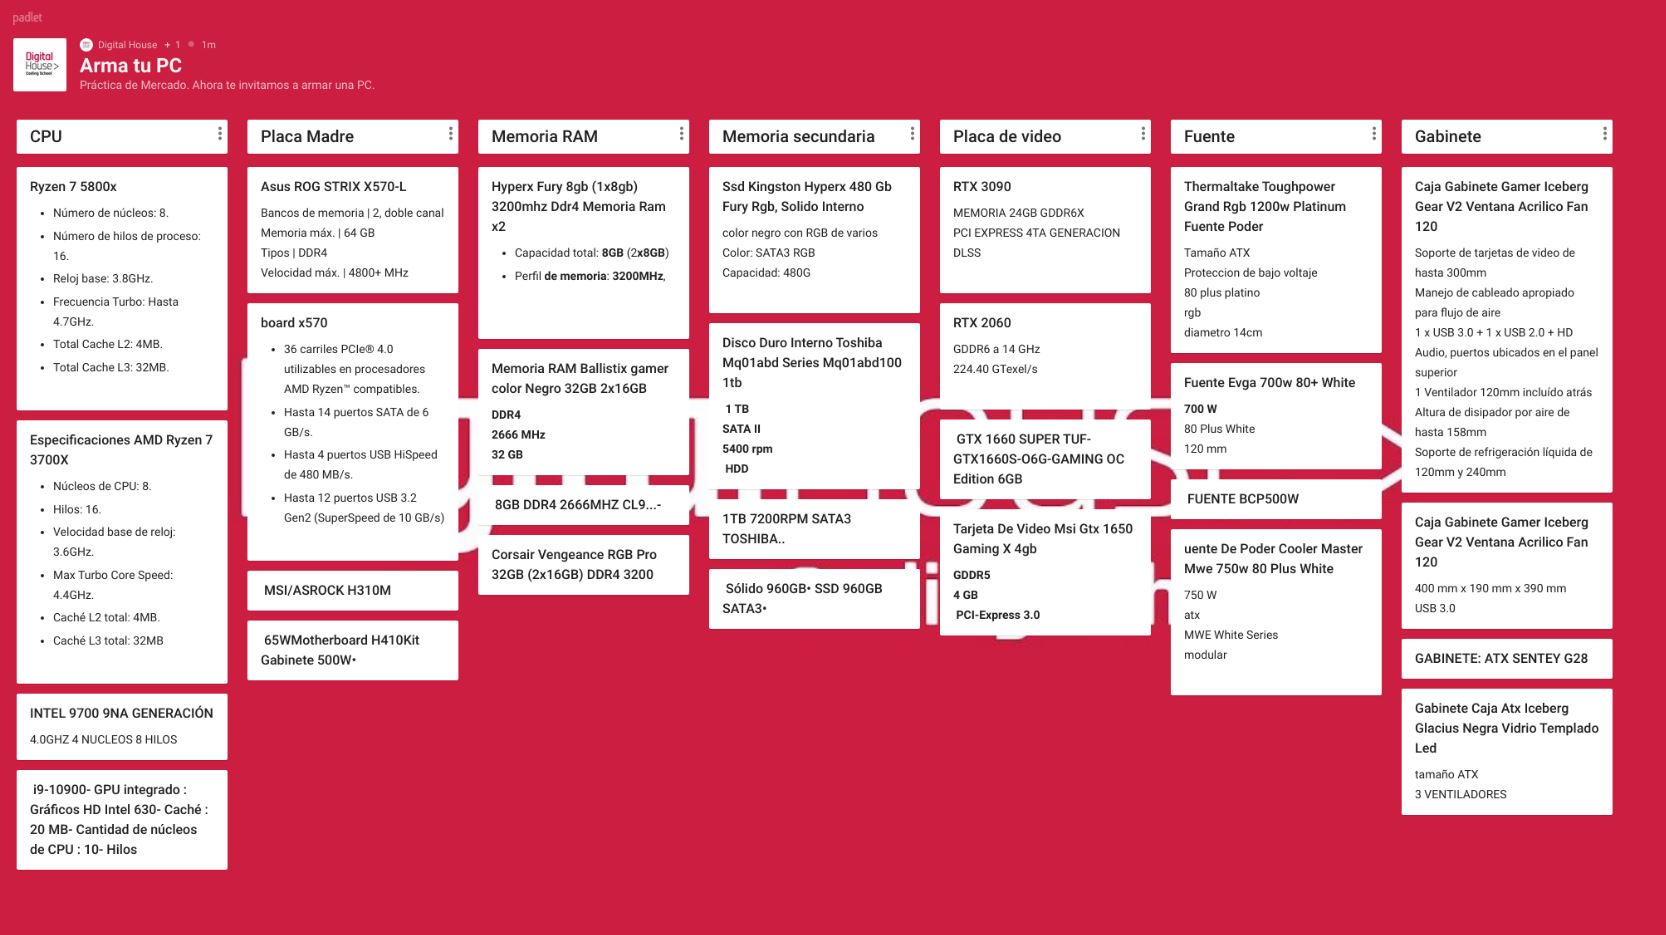 padlet
Digital House + 1 • 1m
Digital
House>
Coding School
Arma tu PC
Práctica de Mercado. Ahora te invitamos a armar una PC.
CPU
Ryzen 7 5800x
• Número de núcleos: 8.
• Número de hilos de proceso:
16.
• Reloj base: 3.8GHz.
• Frecuencia Turbo: Hasta
4.7GHz.
• Total Cache L2: 4MB.
• Total Cache L3: 32MB.
Especificaciones AMD Ryzen 7
3700X
• Núcleos de CPU: 8.
• Hilos: 16.
• Velocidad base de reloj:
3.6GHz.
• Max Turbo Core Speed:
4.4GHz.
• Caché L2 total: 4MB.
• Caché L3 total: 32MB
INTEL 9700 9NA GENERACIÓN
4.0GHZ 4 NUCLEOS 8 HILOS
i9-10900- GPU integrado :
Gráficos HD Intel 630- Caché :
20 MB- Cantidad de núcleos
de CPU : 10- Hilos
Placa Madre
Asus ROG STRIX X570-L
Bancos de memoria | 2, doble canal
Memoria máx. | 64 GB
Tipos | DDR4
Velocidad máx. | 4800+ MHz
board x570
• 36 carriles PCIe® 4.0
utilizables en procesadores
AMD Ryzen™ compatibles.
• Hasta 14 puertos SATA de 6
GB/s.
• Hasta 4 puertos USB HiSpeed
de 480 MB/s.
• Hasta 12 puertos USB 3.2
Gen2 (SuperSpeed de 10 GB/s)
MSI/ASROCK H310M
65WMotherboard H410Kit
Gabinete 500W•
Memoria RAM
Hyperx Fury 8gb (1x8gb)
3200mhz Ddr4 Memoria Ram
x2
• Capacidad total: 8GB (2x8GB)
• Perfil de memoria: 3200MHz,
Memoria RAM Ballistix gamer
color Negro 32GB 2x16GB
DDR4
2666 MHz
32 GB
8GB DDR4 2666MHZ CL9...-
Corsair Vengeance RGB Pro
32GB (2x16GB) DDR4 3200
Memoria secundaria
Ssd Kingston Hyperx 480 Gb
Fury Rgb, Solido Interno
color negro con RGB de varios
Color: SATA3 RGB
Capacidad: 480G
Disco Duro Interno Toshiba
Mq01abd Series Mq01abd100
1tb
1 TB
SATA II
5400 rpm
HDD
1TB 7200RPM SATA3
TOSHIBA..
Sólido 960GB• SSD 960GB
SATA3•
Placa de video
RTX 3090
MEMORIA 24GB GDDR6X
PCI EXPRESS 4TA GENERACION
DLSS
RTX 2060
GDDR6 a 14 GHz
224.40 GTexel/s
GTX 1660 SUPER TUF-
GTX1660S-O6G-GAMING OC
Edition 6GB
Tarjeta De Video Msi Gtx 1650
Gaming X 4gb
GDDR5
4 GB
PCI-Express 3.0
Fuente
Thermaltake Toughpower
Grand Rgb 1200w Platinum
Fuente Poder
Tamaño ATX
Proteccion de bajo voltaje
80 plus platino
rgb
diametro 14cm
Fuente Evga 700w 80+ White
700 W
80 Plus White
120 mm
FUENTE BCP500W
uente De Poder Cooler Master
Mwe 750w 80 Plus White
750 W
atx
MWE White Series
modular
Gabinete
Caja Gabinete Gamer Iceberg
Gear V2 Ventana Acrilico Fan
120
Soporte de tarjetas de video de
hasta 300mm
Manejo de cableado apropiado
para flujo de aire
1 x USB 3.0 + 1 x USB 2.0 + HD
Audio, puertos ubicados en el panel
superior
1 Ventilador 120mm incluído atrás
Altura de disipador por aire de
hasta 158mm
Soporte de refrigeración líquida de
120mm y 240mm
Caja Gabinete Gamer Iceberg
Gear V2 Ventana Acrilico Fan
120
400 mm x 190 mm x 390 mm
USB 3.0
GABINETE: ATX SENTEY G28
Gabinete Caja Atx Iceberg
Glacius Negra Vidrio Templado
Led
tamaño ATX
3 VENTILADORES